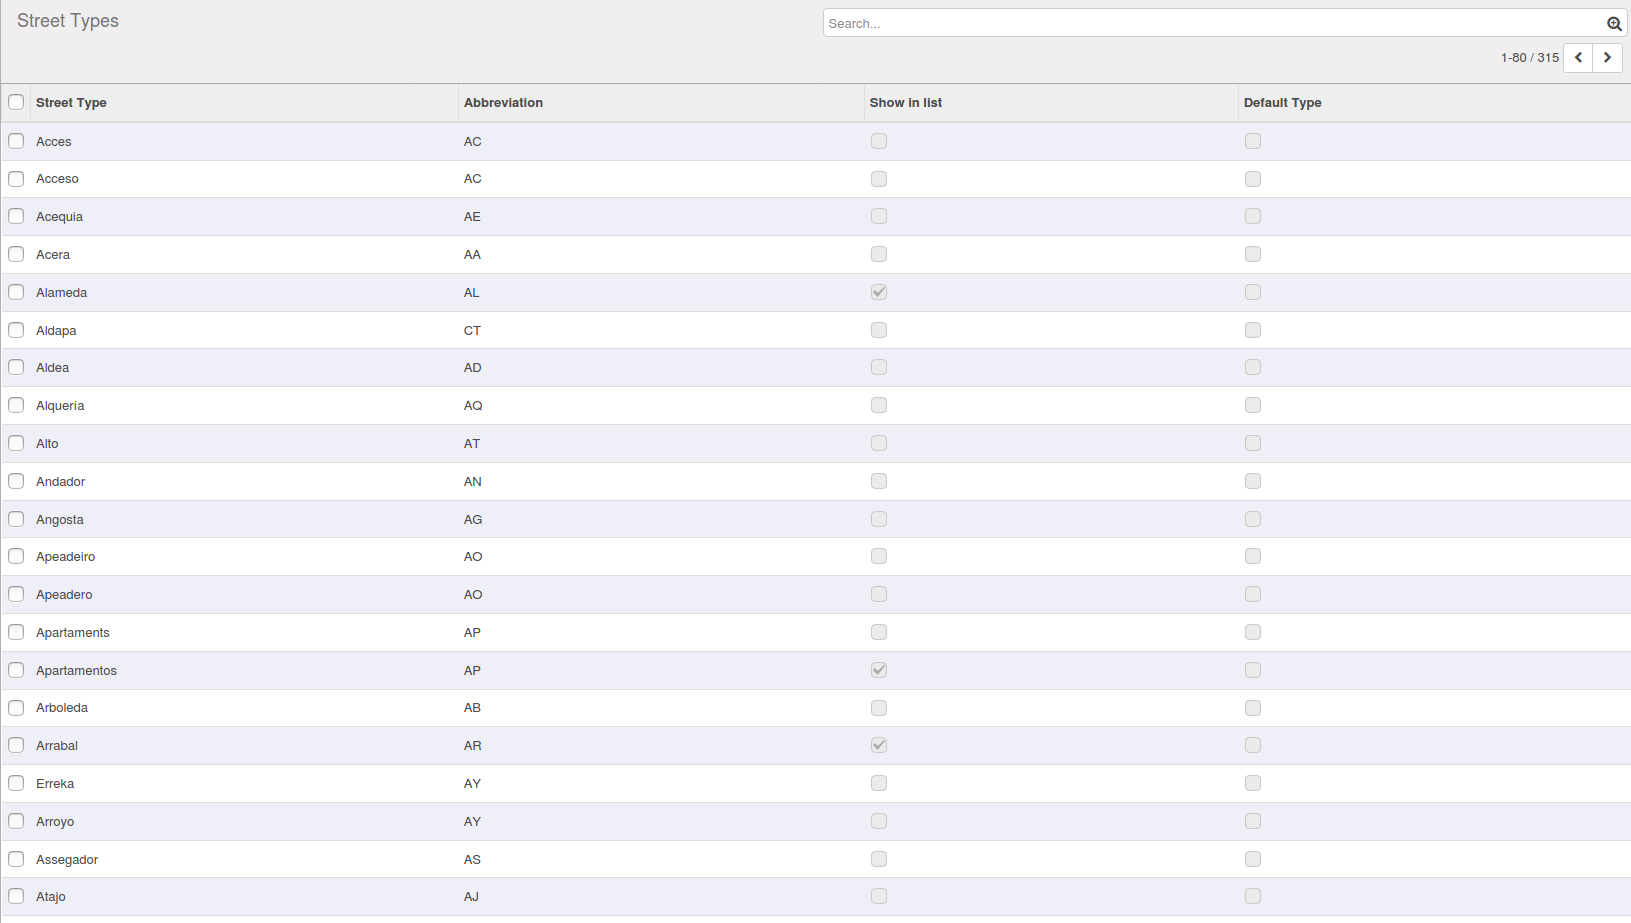 Street Types
Search...
1-80 / 315
Street Type Abbreviation Show in list Default Type
Acces AC
Acceso AC
Acequia AE
Acera AA
Alameda AL
Aldapa CT
Aldea AD
Alquería AQ
Alto AT
Andador AN
Angosta AG
Apeadeiro AO
Apeadero AO
Apartaments AP
Apartamentos AP
Arboleda AB
Arrabal AR
Erreka AY
Arroyo AY
Assegador AS
Atajo AJ